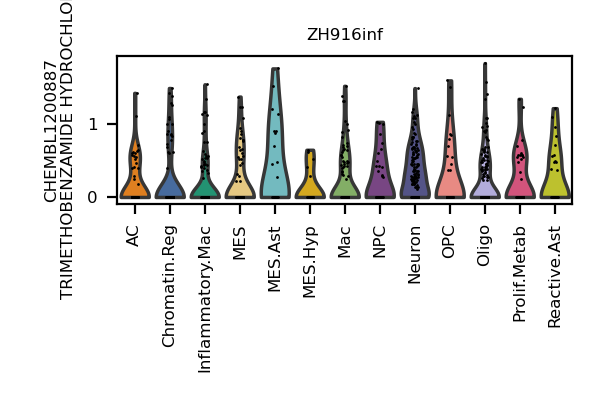 ZH916inf
CHEMBL1200887
TRIMETHOBENZAMIDE HYDROCHLO
1
0
AC
Chromatin.Reg
Inflammatory.Mac
MES
MES.Ast
MES.Hyp
Mac
NPC
Neuron
OPC
Oligo
Prolif.Metab
Reactive.Ast